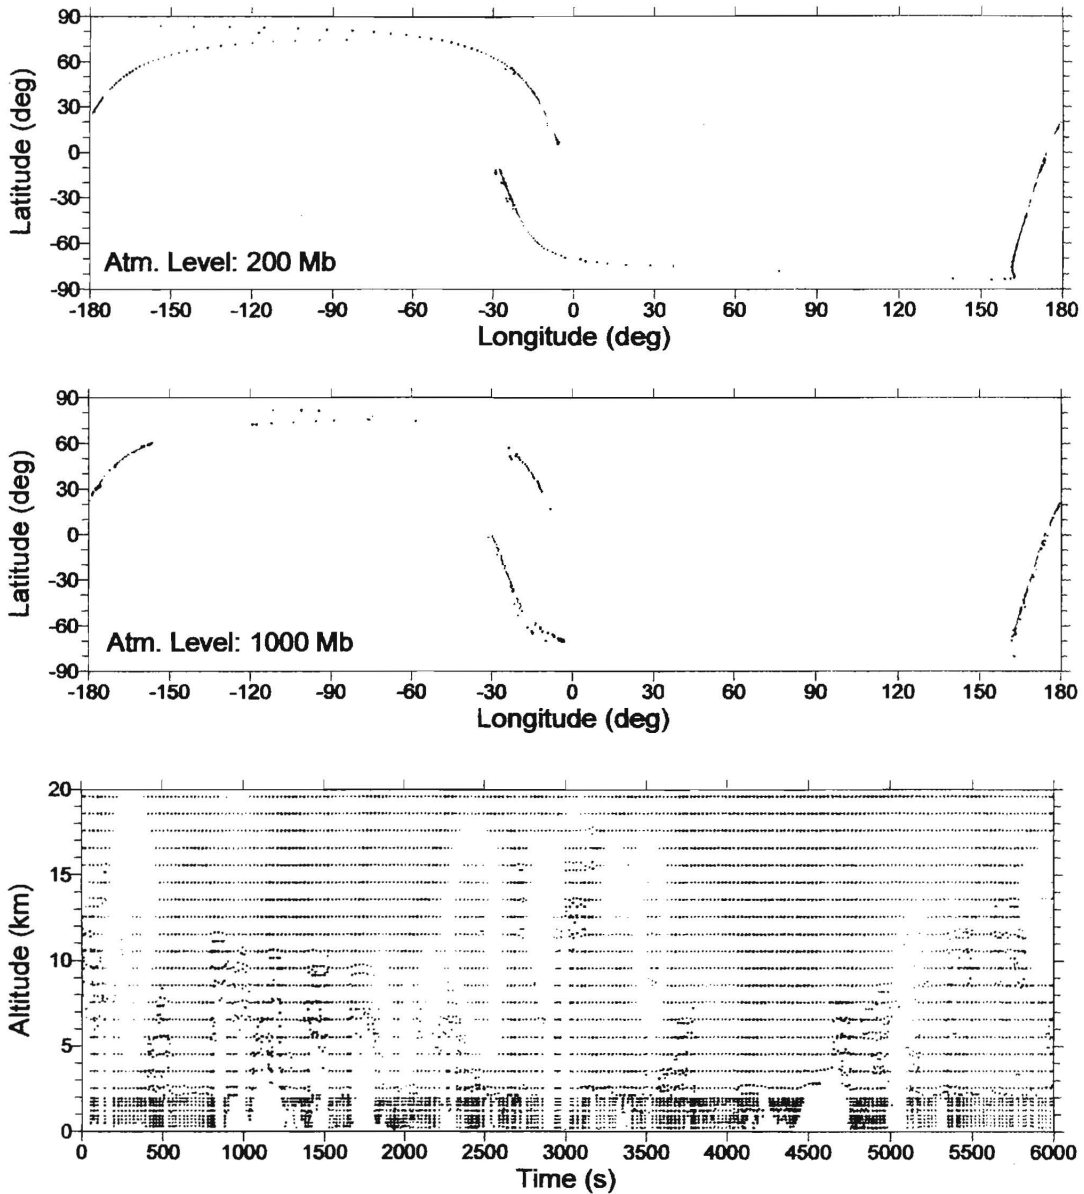 90
60
30
0
-30
-60
-90
Latitude (deg)
Atm. Level: 200 Mb
-180 -150 -120 -90 -60 -30 0 30 60 90 120 150 180
Longitude (deg)
90
60
30
0
-30
-60
-90
Latitude (deg)
Atm. Level: 1000 Mb
-180 -150 -120 -90 -60 -30 0 30 60 90 120 150 180
Longitude (deg)
20
15
10
5
0
Altitude (km)
0 500 1000 1500 2000 2500 3000 3500 4000 4500 5000 5500 6000
Time (s)